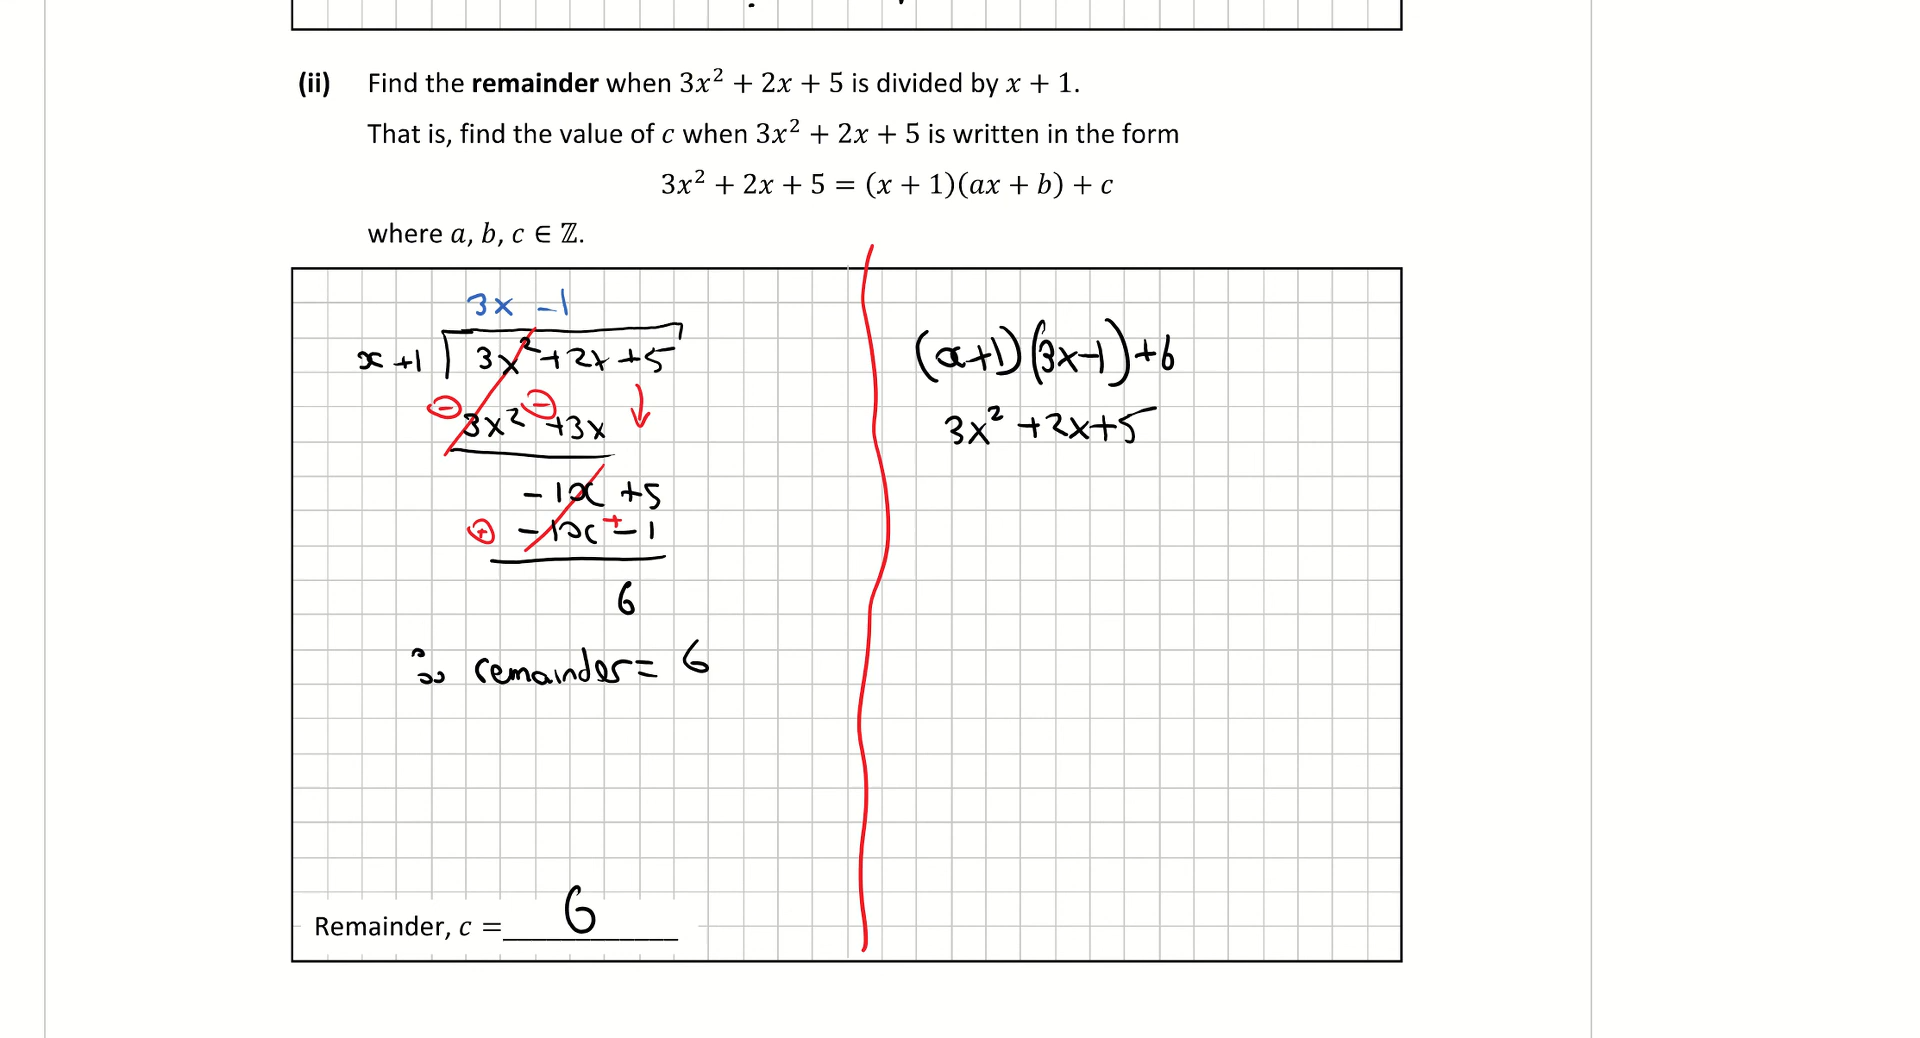 (ii) Find the remainder when 3x² + 2x + 5 is divided by x + 1.
That is, find the value of c when 3x² + 2x + 5 is written in the form
3x² + 2x + 5 = (x + 1)(ax + b) + c
where a, b, c ∈ ℤ.
3x -1
x +1 3x² +2x +5
⊖ 3x² ⊖ +3x ↓
-1x +5
⊕ -1x + -1
6
∴ remainder = 6
Remainder, c = 6
(x+1)(3x-1)+6
3x² +2x+5